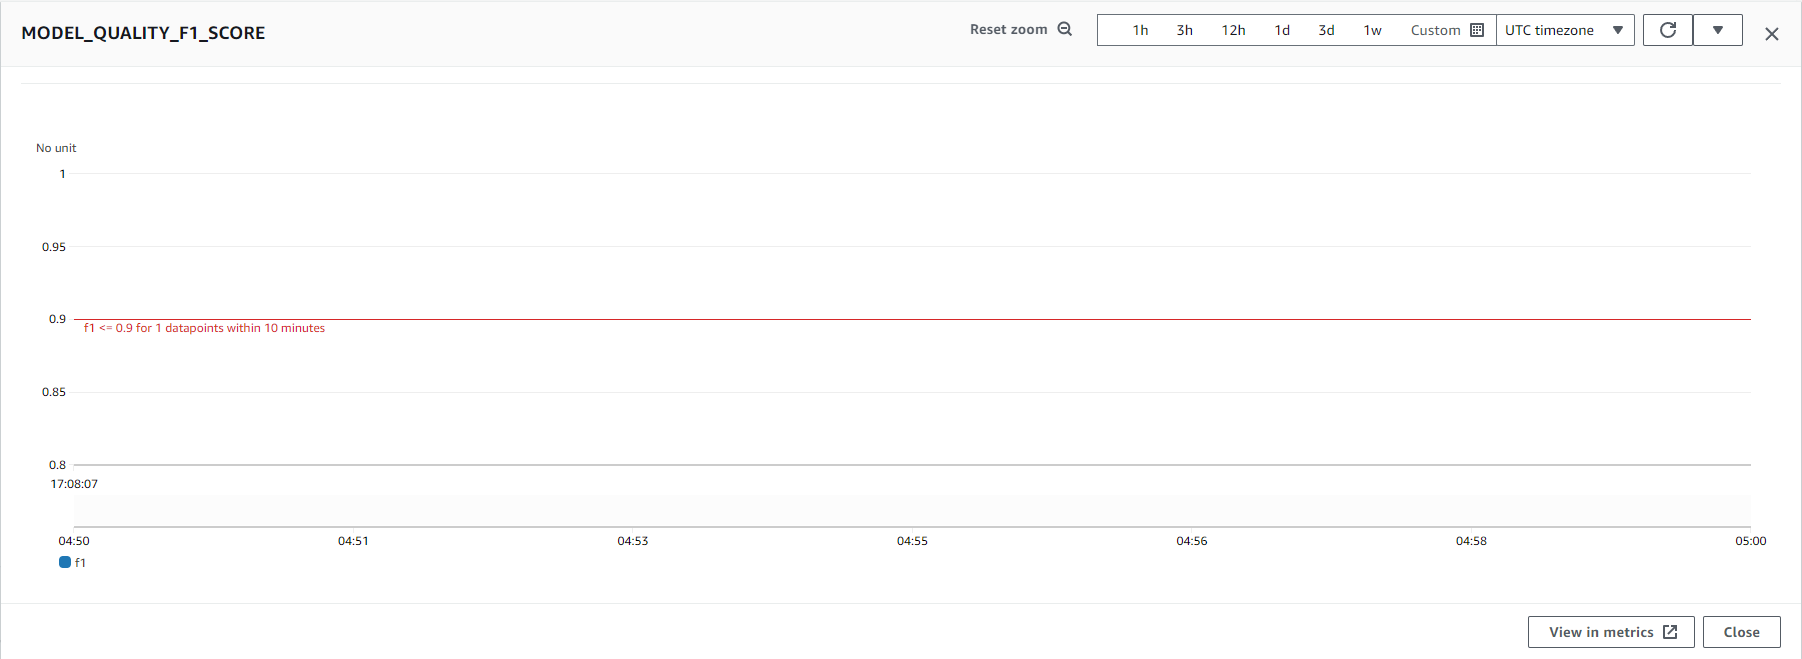 MODEL_QUALITY_F1_SCORE
Reset zoom
1h 3h 12h 1d 3d 1w Custom
UTC timezone
No unit
1
0.95
0.9
f1 <= 0.9 for 1 datapoints within 10 minutes
0.85
0.8
17:08:07
04:50 04:51 04:53 04:55 04:56 04:58 05:00
f1
View in metrics
Close